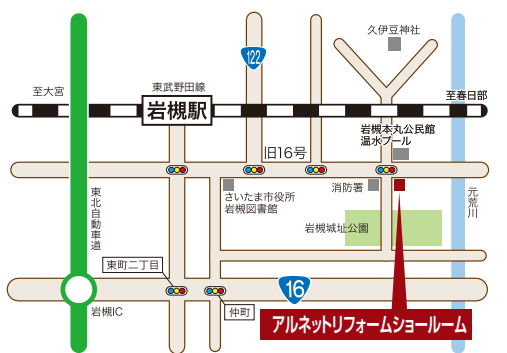 久伊豆神社
122
至大宮
東武野田線
至春日部
岩槻駅
岩槻本丸公民館
温水プール
旧16号
消防署
さいたま市役所
岩槻図書館
東北自動車道
元荒川
岩槻城址公園
東町二丁目
16
岩槻IC
仲町
アルネットリフォームショールーム